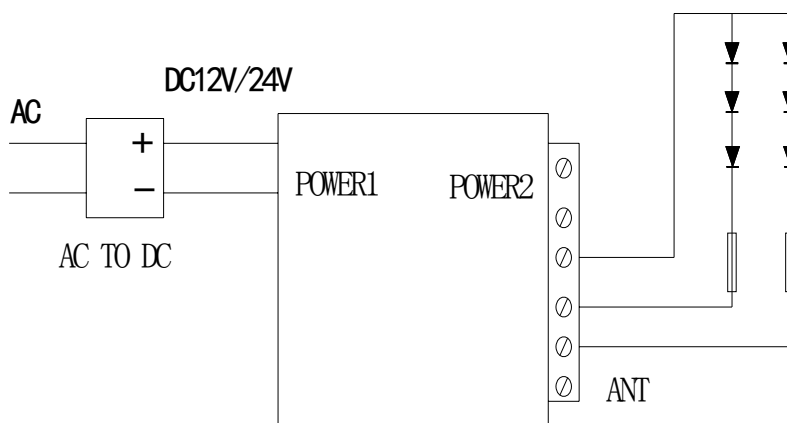 DC12V/24V
AC
+
POWER1 POWER2
−
AC TO DC
ANT